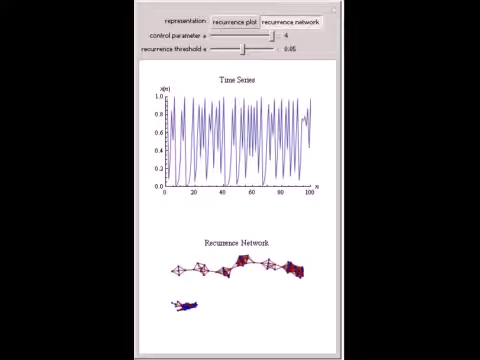 representation recurrence plot recurrence network
control parameter a 4
recurrence threshold ε 0.05
Time Series
x(n)
1.0
0.8
0.6
0.4
0.2
0.0
0 20 40 60 80 100 n
Recurrence Network